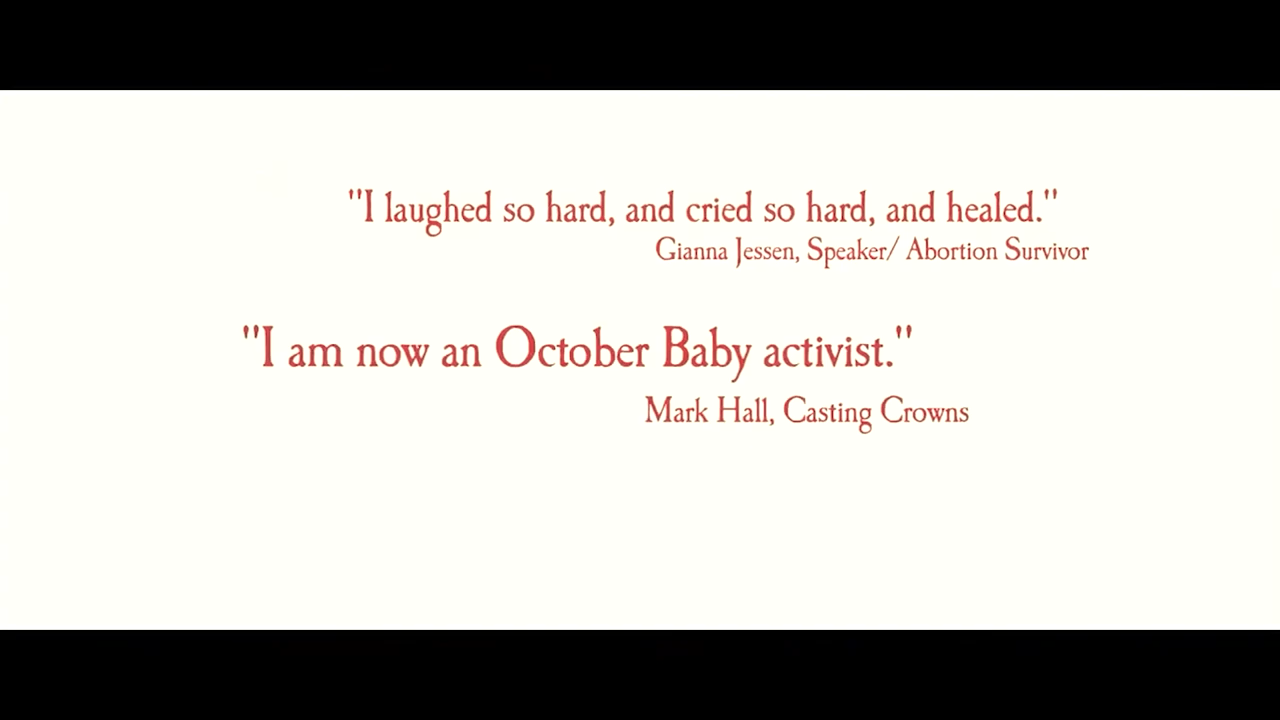 "I laughed so hard, and cried so hard, and healed."
Gianna Jessen, Speaker/ Abortion Survivor
"I am now an October Baby activist."
Mark Hall, Casting Crowns